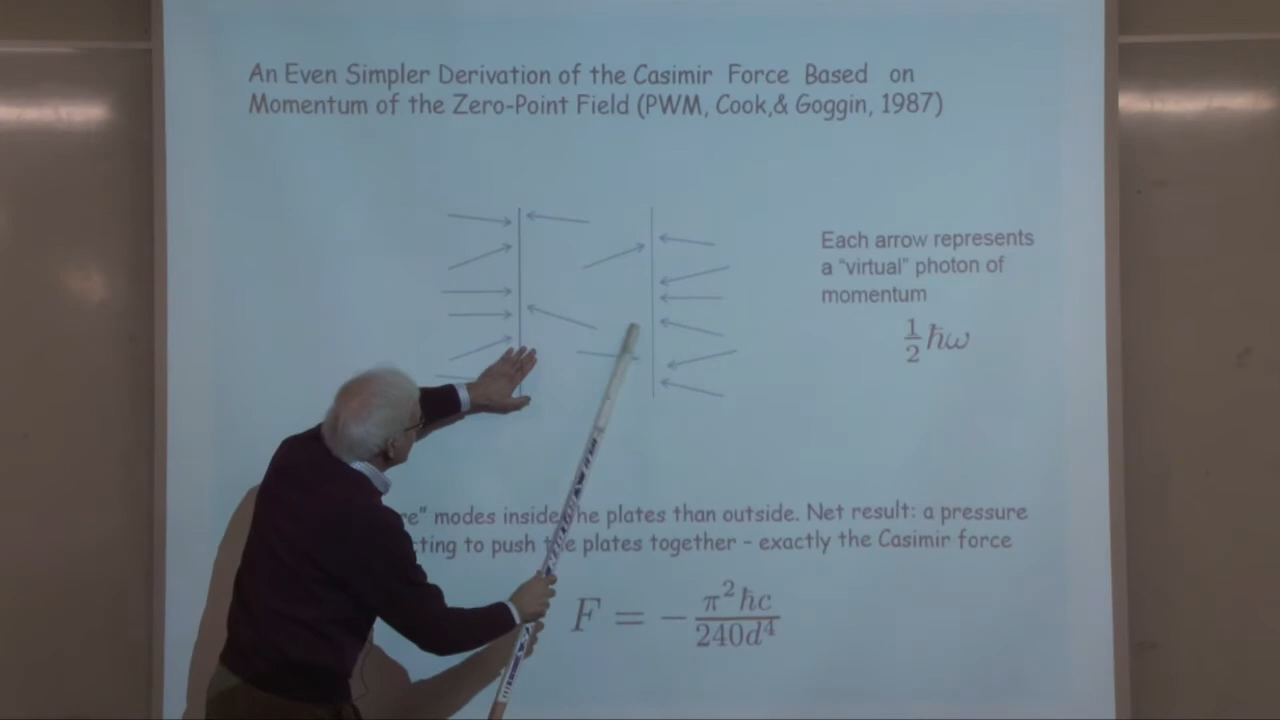 An Even Simpler Derivation of the Casimir Force Based on
Momentum of the Zero-Point Field (PWM, Cook,& Goggin, 1987)
Each arrow represents
a "virtual" photon of
momentum
½ħω
modes inside the plates than outside. Net result: a pressure
to push the plates together – exactly the Casimir force
F = − π²ħc / 240d⁴